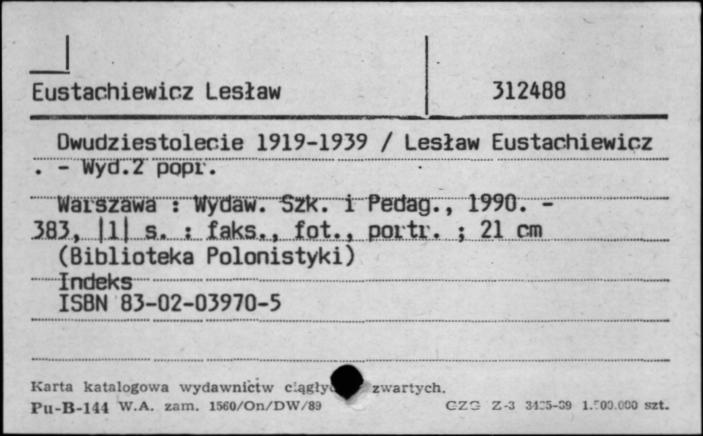 Eustachiewicz Lesław 312488
Dwudziestolecie 1919-1939 / Lesław Eustachiewicz
. - Wyd.2 popr.
Warszawa : Wydaw. Szk. i Pedag., 1990. -
383, |1| s. : faks., fot., portr. ; 21 cm
(Biblioteka Polonistyki)
Indeks
ISBN 83-02-03970-5
Karta katalogowa wydawnictw zwartych.
Pu-B-144 W.A. zam. 1560/On/DW/89 CZG Z-3 szt.